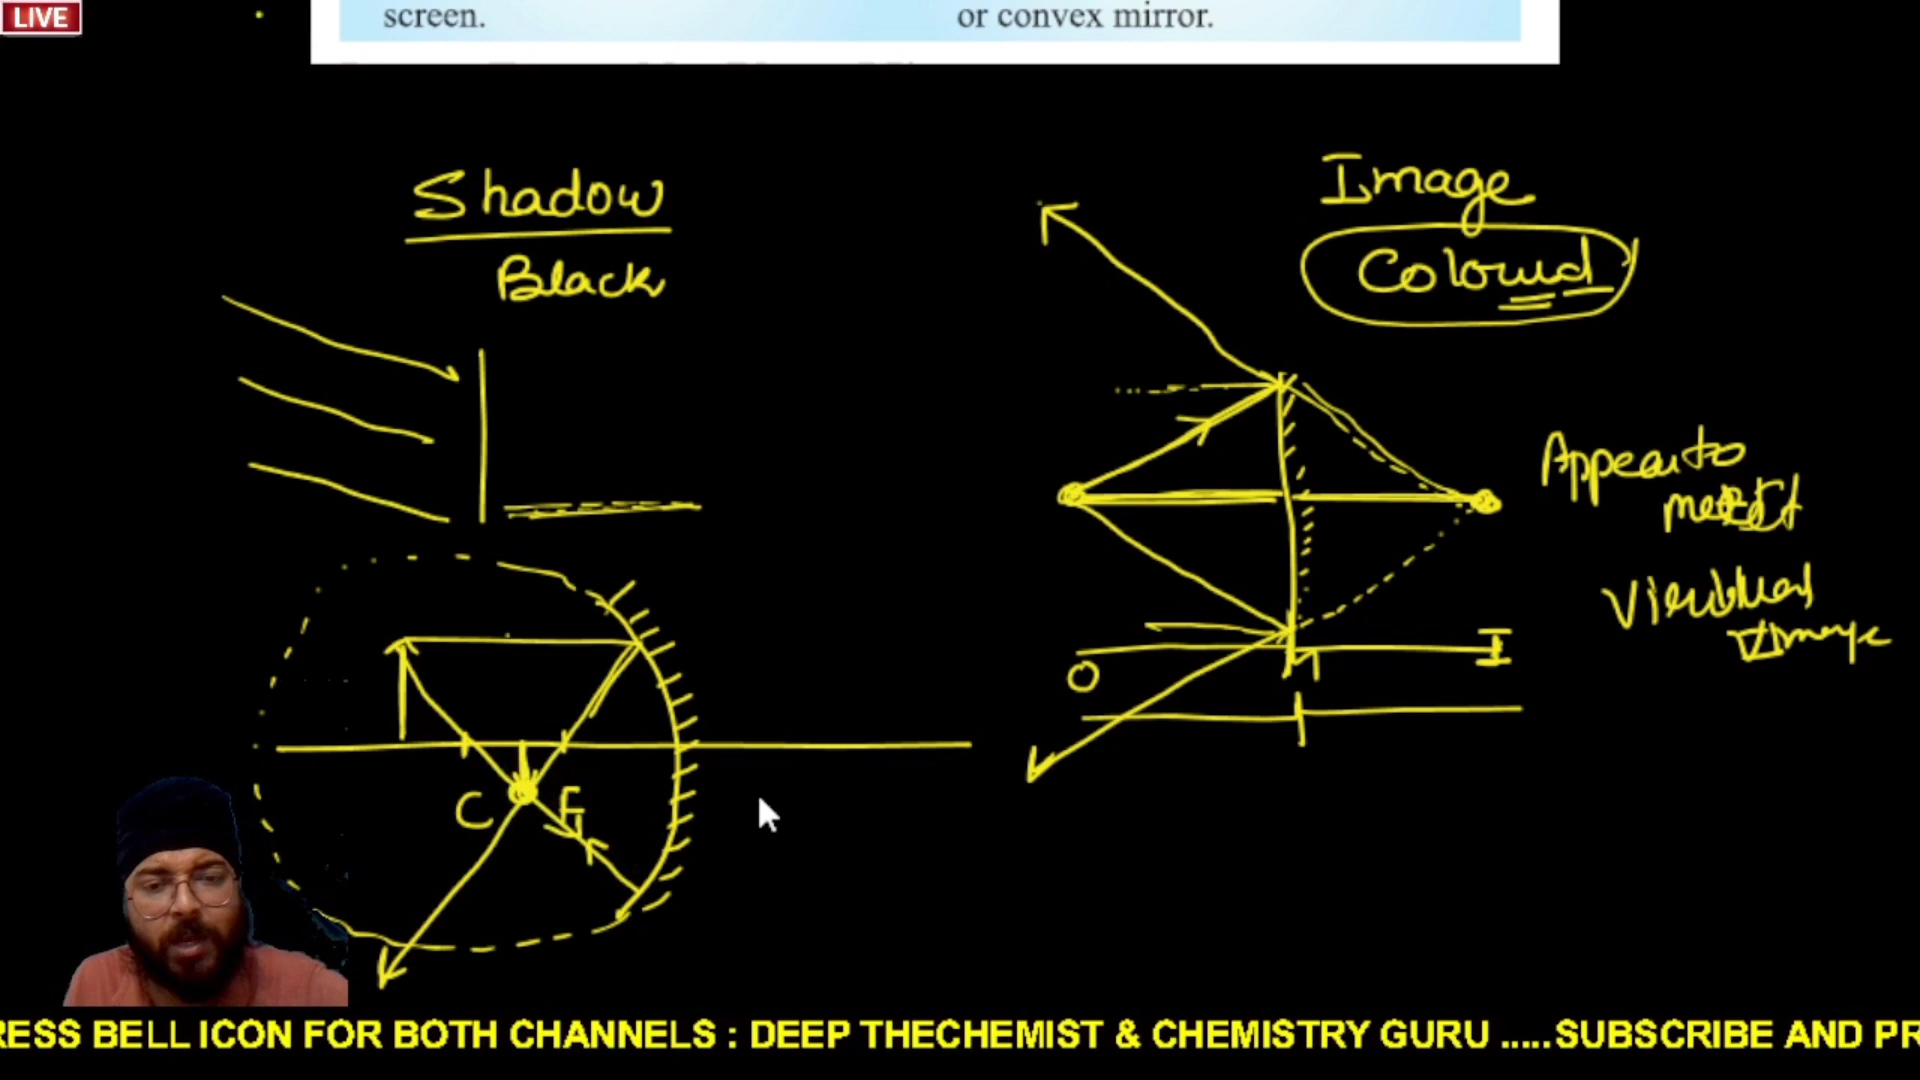 LIVE
screen.
or convex mirror.
Shadow
Black
Image
Coloured
Appear to
meet
Virtual
Image
O
I
C
F
RESS BELL ICON FOR BOTH CHANNELS : DEEP THECHEMIST & CHEMISTRY GURU .....SUBSCRIBE AND PR